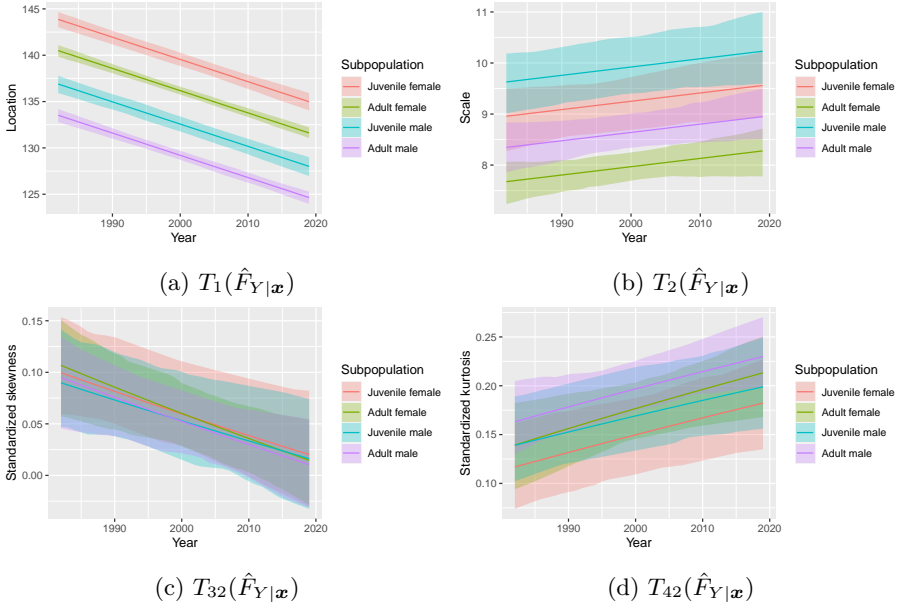 145
140
135
130
125
Location
1990
2000
2010
2020
Year
Subpopulation
Juvenile female
Adult female
Juvenile male
Adult male
(a) T₁(F̂_{Y|x})
11
10
9
8
Scale
1990
2000
2010
2020
Year
Subpopulation
Juvenile female
Adult female
Juvenile male
Adult male
(b) T₂(F̂_{Y|x})
0.15
0.10
0.05
0.00
Standardized skewness
1990
2000
2010
2020
Year
Subpopulation
Juvenile female
Adult female
Juvenile male
Adult male
(c) T₃₂(F̂_{Y|x})
0.25
0.20
0.15
0.10
Standardized kurtosis
1990
2000
2010
2020
Year
Subpopulation
Juvenile female
Adult female
Juvenile male
Adult male
(d) T₄₂(F̂_{Y|x})